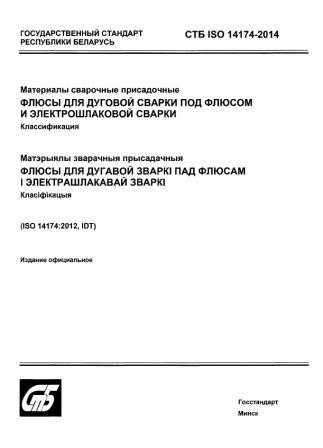 ГОСУДАРСТВЕННЫЙ СТАНДАРТ
РЕСПУБЛИКИ БЕЛАРУСЬ
СТБ ISO 14174-2014
Материалы сварочные присадочные
ФЛЮСЫ ДЛЯ ДУГОВОЙ СВАРКИ ПОД ФЛЮСОМ
И ЭЛЕКТРОШЛАКОВОЙ СВАРКИ
Классификация
Матэрыялы зварачныя прысадачныя
ФЛЮСЫ ДЛЯ ДУГАВОЙ ЗВАРКІ ПАД ФЛЮСАМ
І ЭЛЕКТРАШЛАКАВАЙ ЗВАРКІ
Класіфікацыя
(ISO 14174:2012, IDT)
Издание официальное
СТБ
Госстандарт
Минск